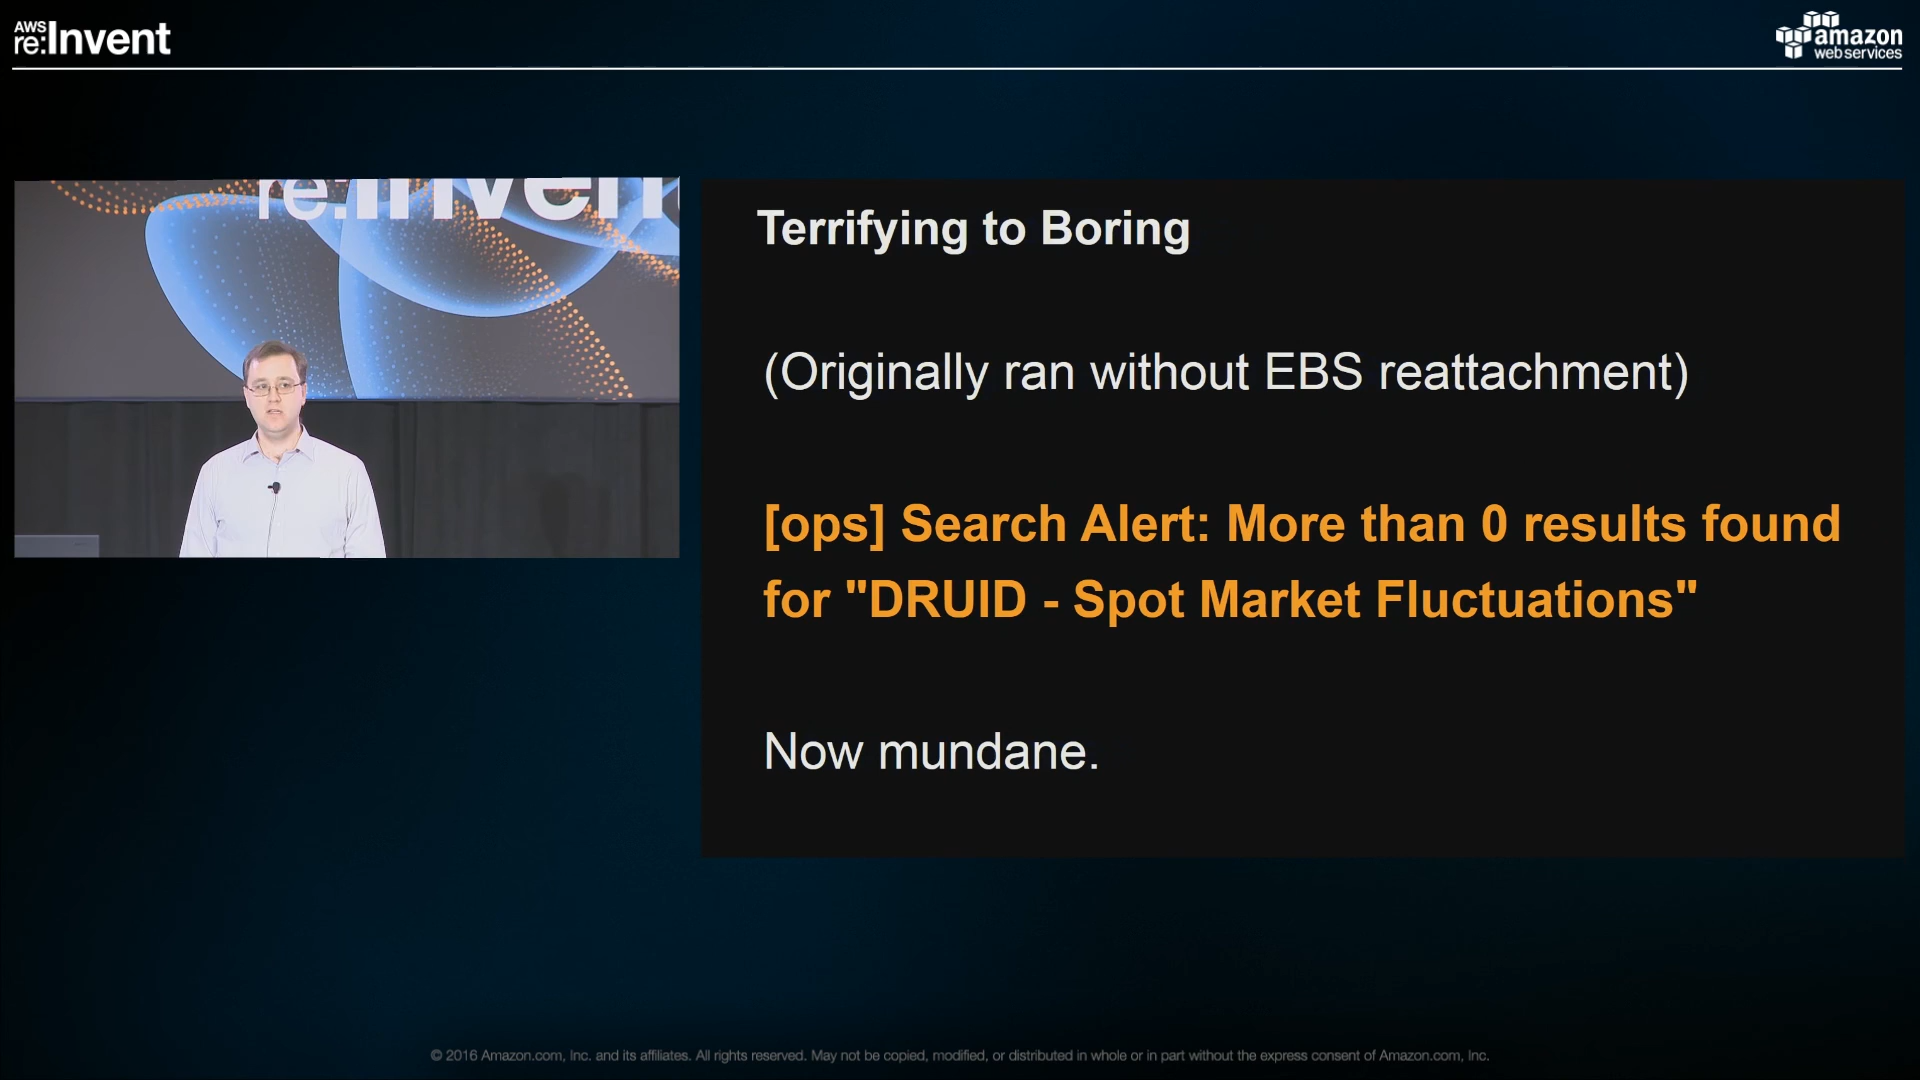 AWS
re:Invent
amazon
web services
re:Invent
Terrifying to Boring
(Originally ran without EBS reattachment)
[ops] Search Alert: More than 0 results found
for "DRUID - Spot Market Fluctuations"
Now mundane.
© 2016 Amazon.com, Inc. and its affiliates. All rights reserved. May not be copied, modified, or distributed in whole or in part without the express consent of Amazon.com, Inc.